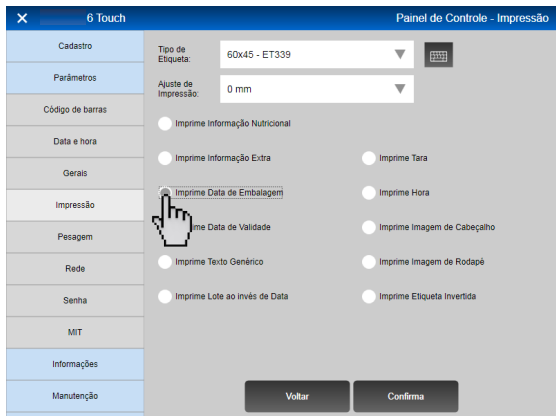 ✕ 6 Touch Painel de Controle - Impressão
Cadastro
Parâmetros
Código de barras
Data e hora
Gerais
Impressão
Pesagem
Rede
Senha
MIT
Informações
Manutenção
Tipo de
Etiqueta:
60x45 - ET339
Ajuste de
Impressão:
0 mm
Imprime Informação Nutricional
Imprime Informação Extra
Imprime Tara
Imprime Data de Embalagem
Imprime Hora
me Data de Validade
Imprime Imagem de Cabeçalho
Imprime Texto Genérico
Imprime Imagem de Rodapé
Imprime Lote ao invés de Data
Imprime Etiqueta Invertida
Voltar
Confirma